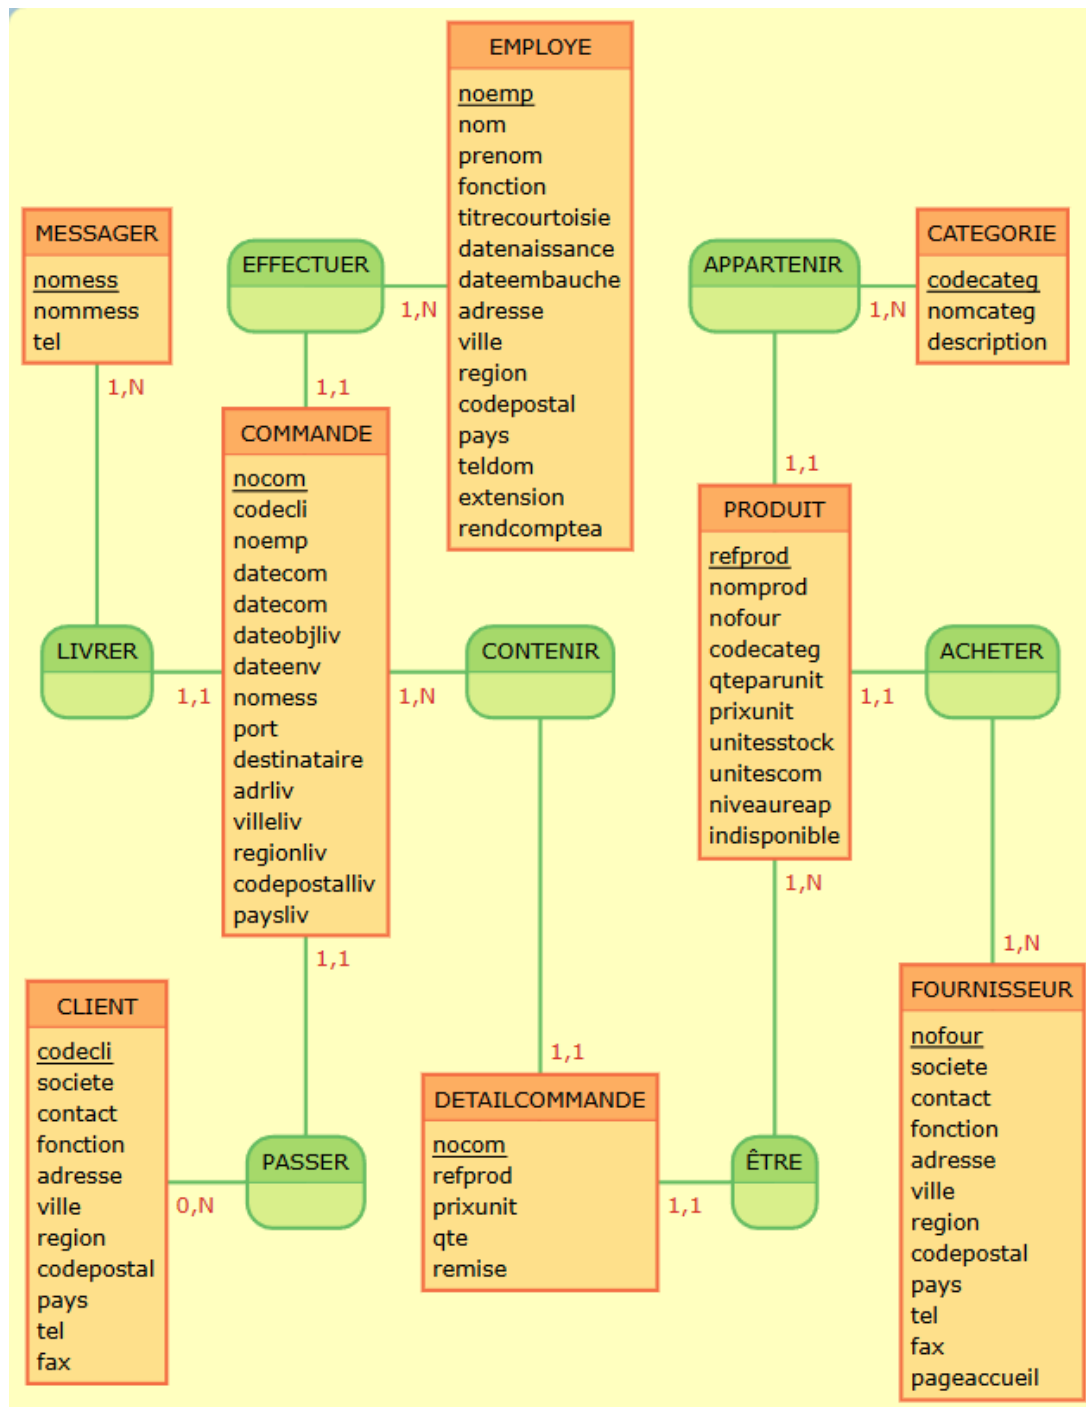 EMPLOYE
noemp
nom
prenom
fonction
titrecourtoisie
datenaissance
dateembauche
adresse
ville
region
codepostal
pays
teldom
extension
rendcomptea
MESSAGER
nomess
nommess
tel
1,N
EFFECTUER
1,N
1,1
APPARTENIR
1,N
1,1
CATEGORIE
codecateg
nomcateg
description
COMMANDE
nocom
codecli
noemp
datecom
datecom
dateobjliv
dateenv
nomess
port
destinataire
adrliv
villeliv
regionliv
codepostalliv
paysliv
1,1
LIVRER
1,1
CONTENIR
1,N
1,1
PRODUIT
refprod
nomprod
nofour
codecateg
qteparunit
prixunit
unitesstock
unitescom
niveaureap
indisponible
1,N
ACHETER
1,1
1,N
CLIENT
codecli
societe
contact
fonction
adresse
ville
region
codepostal
pays
tel
fax
PASSER
0,N
DETAILCOMMANDE
nocom
refprod
prixunit
qte
remise
ÊTRE
1,1
FOURNISSEUR
nofour
societe
contact
fonction
adresse
ville
region
codepostal
pays
tel
fax
pageaccueil